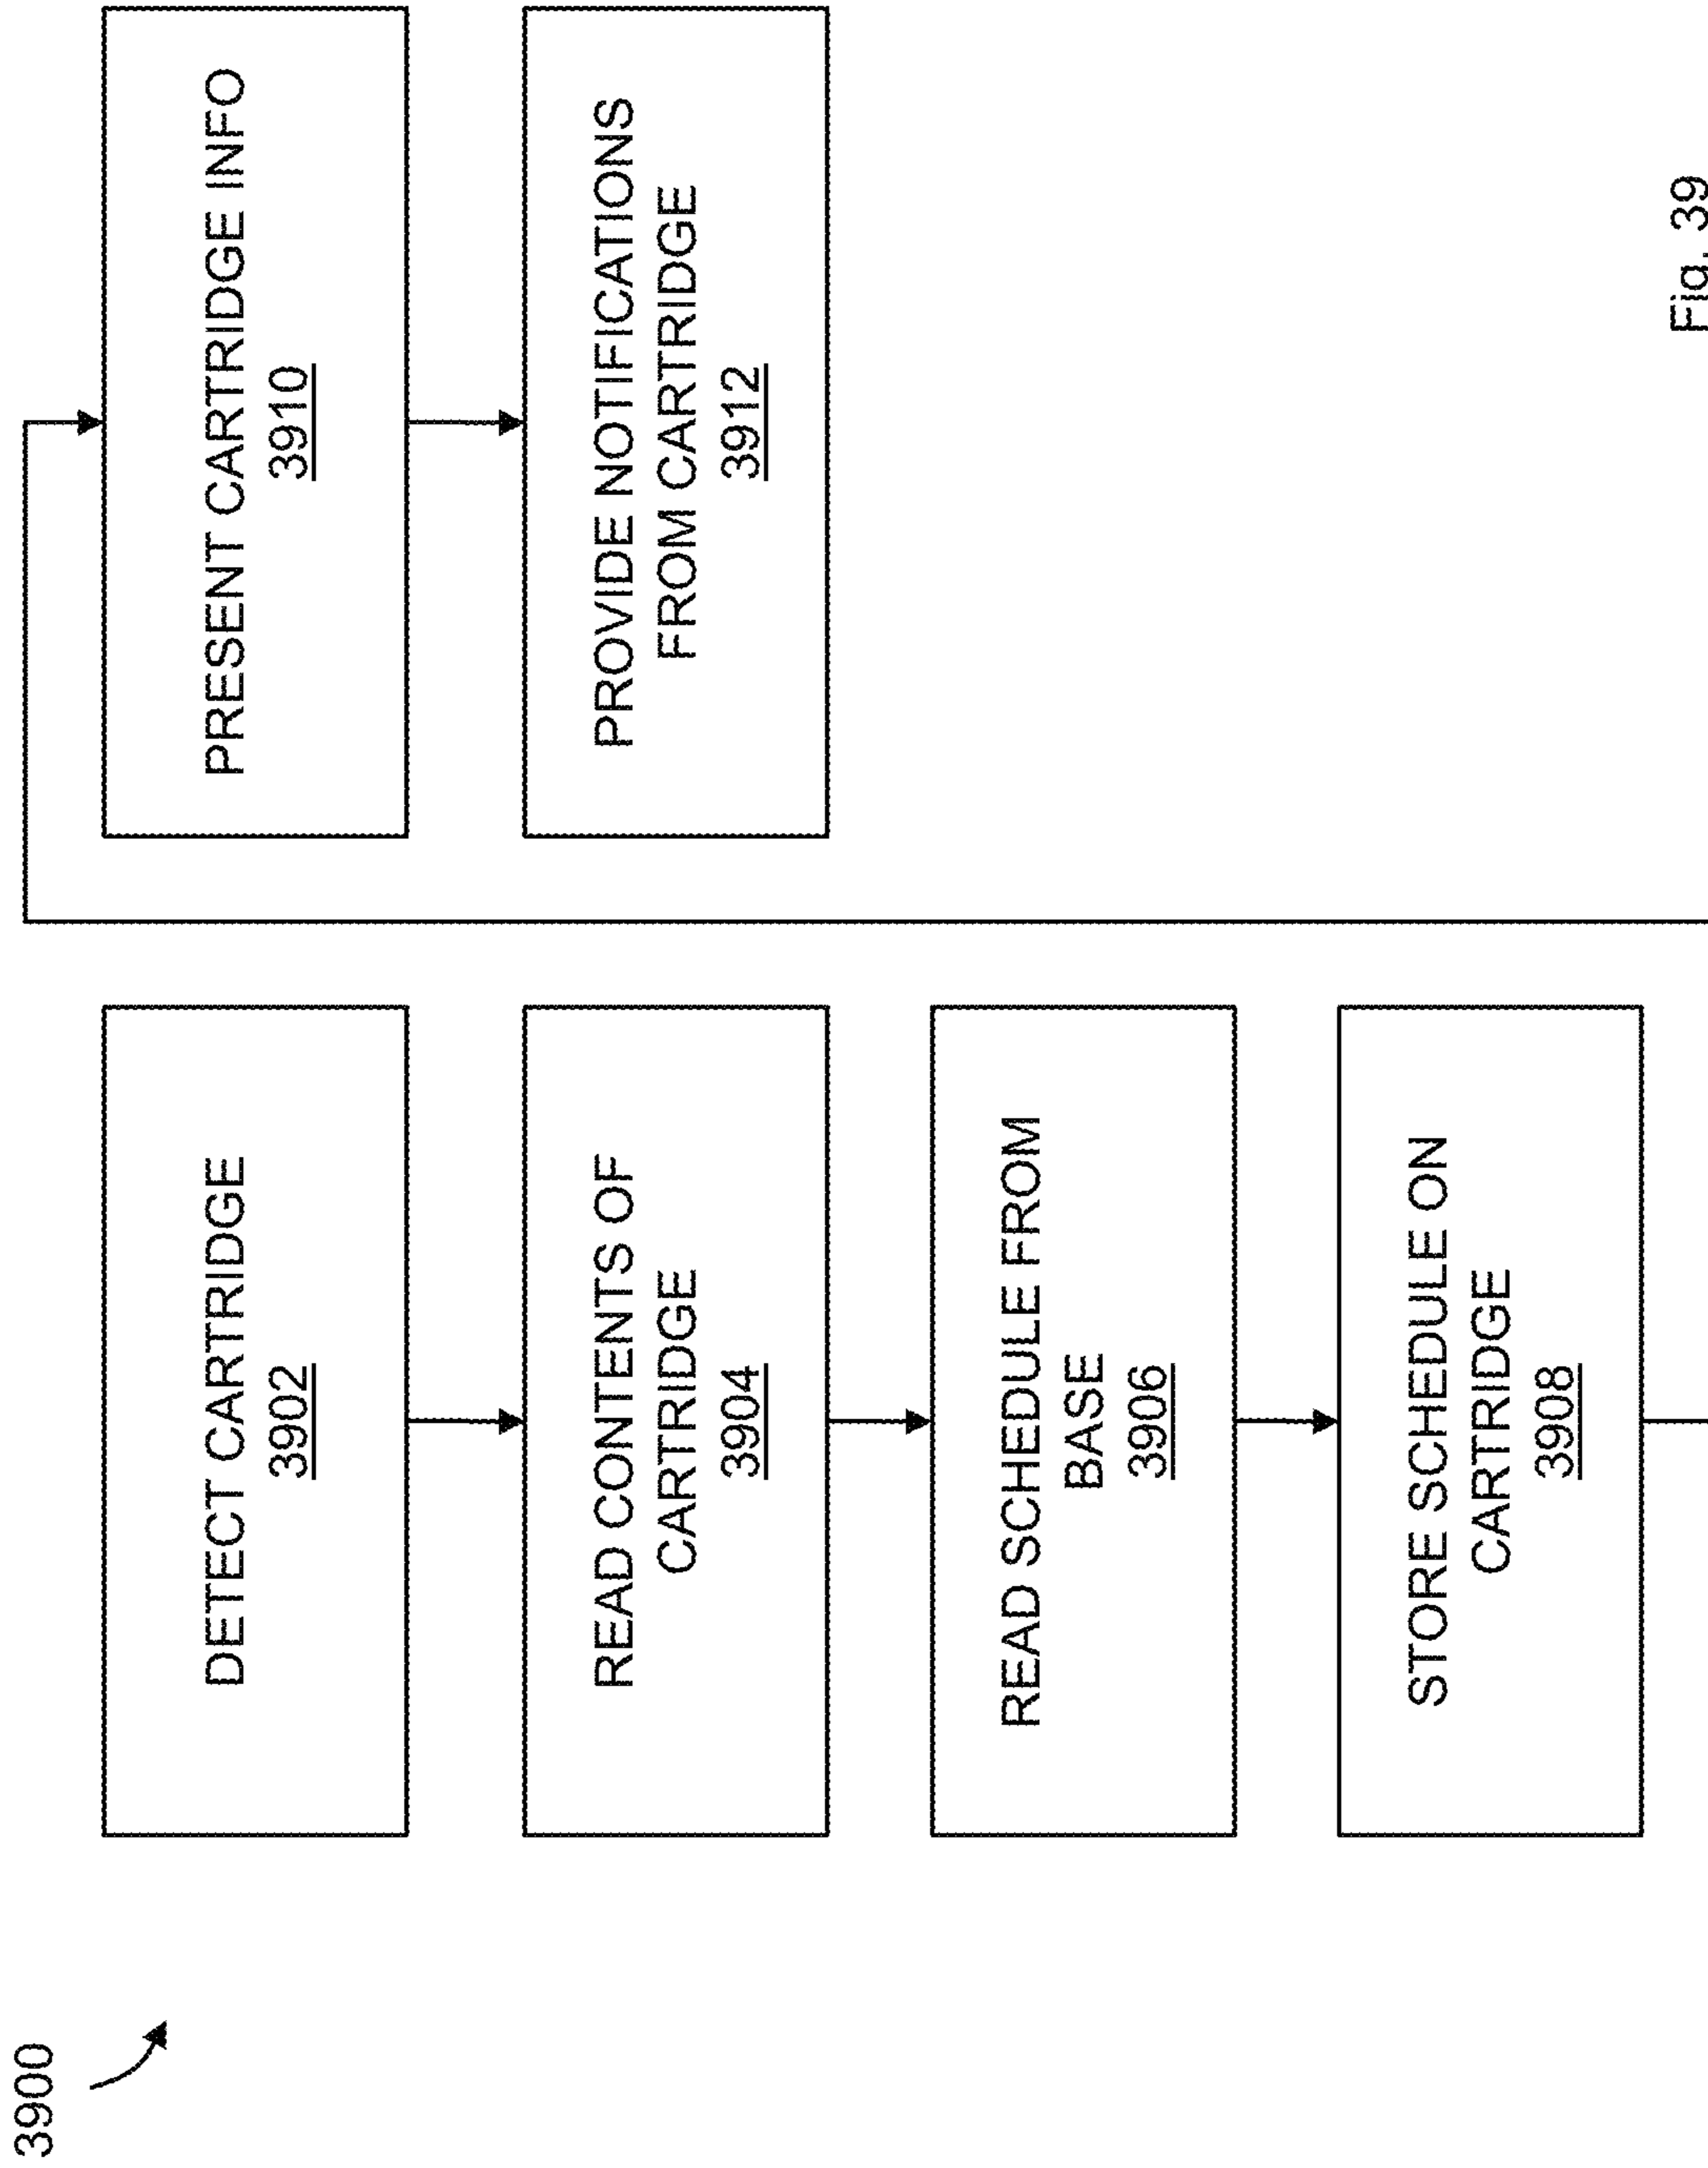 3900
DETECT CARTRIDGE
3902
READ CONTENTS OF
CARTRIDGE
3904
READ SCHEDULE FROM
BASE
3906
STORE SCHEDULE ON
CARTRIDGE
3908
PRESENT CARTRIDGE INFO
3910
PROVIDE NOTIFICATIONS
FROM CARTRIDGE
3912
Fig. 39